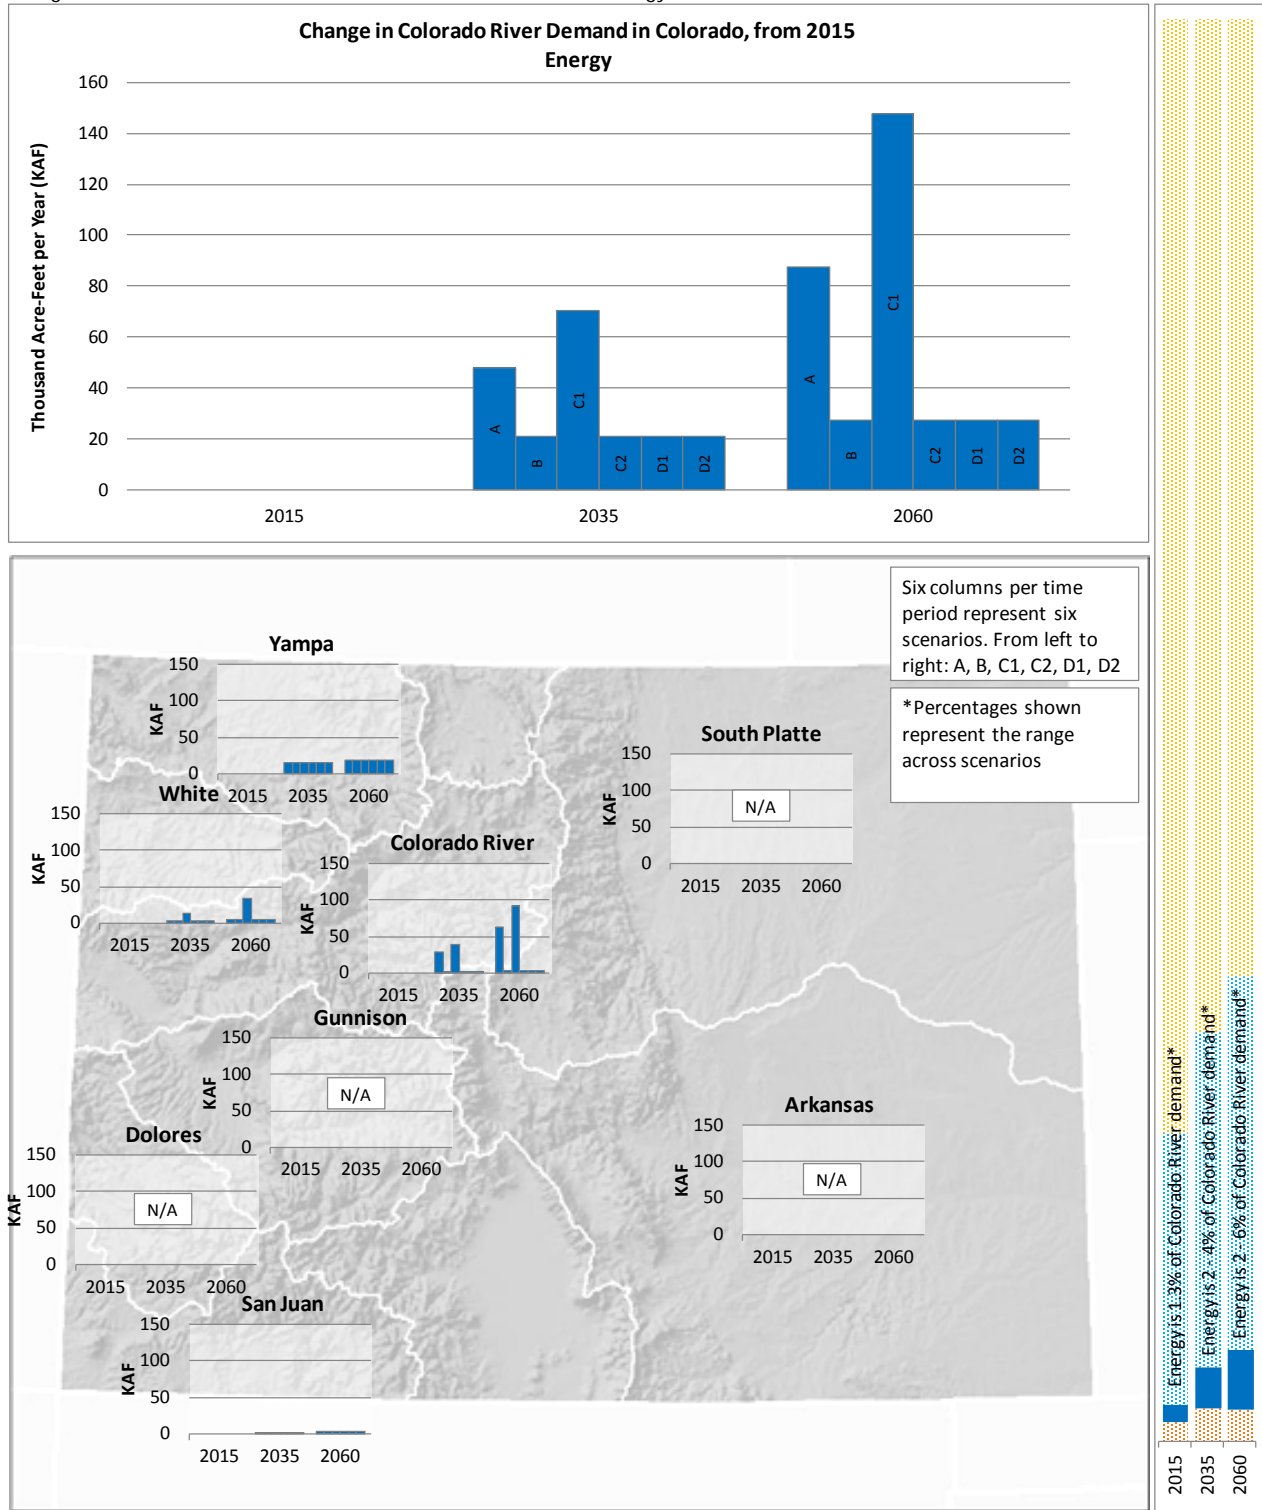 Change in Colorado River Demand in Colorado, from 2015
Energy
Thousand Acre-Feet per Year (KAF)
160
140
120
100
80
60
40
20
0
A
B
C1
C2
D1
D2
A
B
C1
C2
D1
D2
2015
2035
2060
Six columns per time
period represent six
scenarios. From left to
right: A, B, C1, C2, D1, D2
*Percentages shown
represent the range
across scenarios
Yampa
KAF
150
100
50
0
2015 2035 2060
White
KAF
150
100
50
0
2015 2035 2060
Colorado River
KAF
150
100
50
0
2015 2035 2060
South Platte
KAF
150
100
50
0
N/A
2015 2035 2060
Gunnison
KAF
150
100
50
0
N/A
2015 2035 2060
Dolores
KAF
150
100
50
0
N/A
2015 2035 2060
Arkansas
KAF
150
100
50
0
N/A
2015 2035 2060
San Juan
KAF
150
100
50
0
2015 2035 2060
Energy is 1.3% of Colorado River demand*
Energy is 2 - 4% of Colorado River demand*
Energy is 2 - 6% of Colorado River demand*
2015
2035
2060